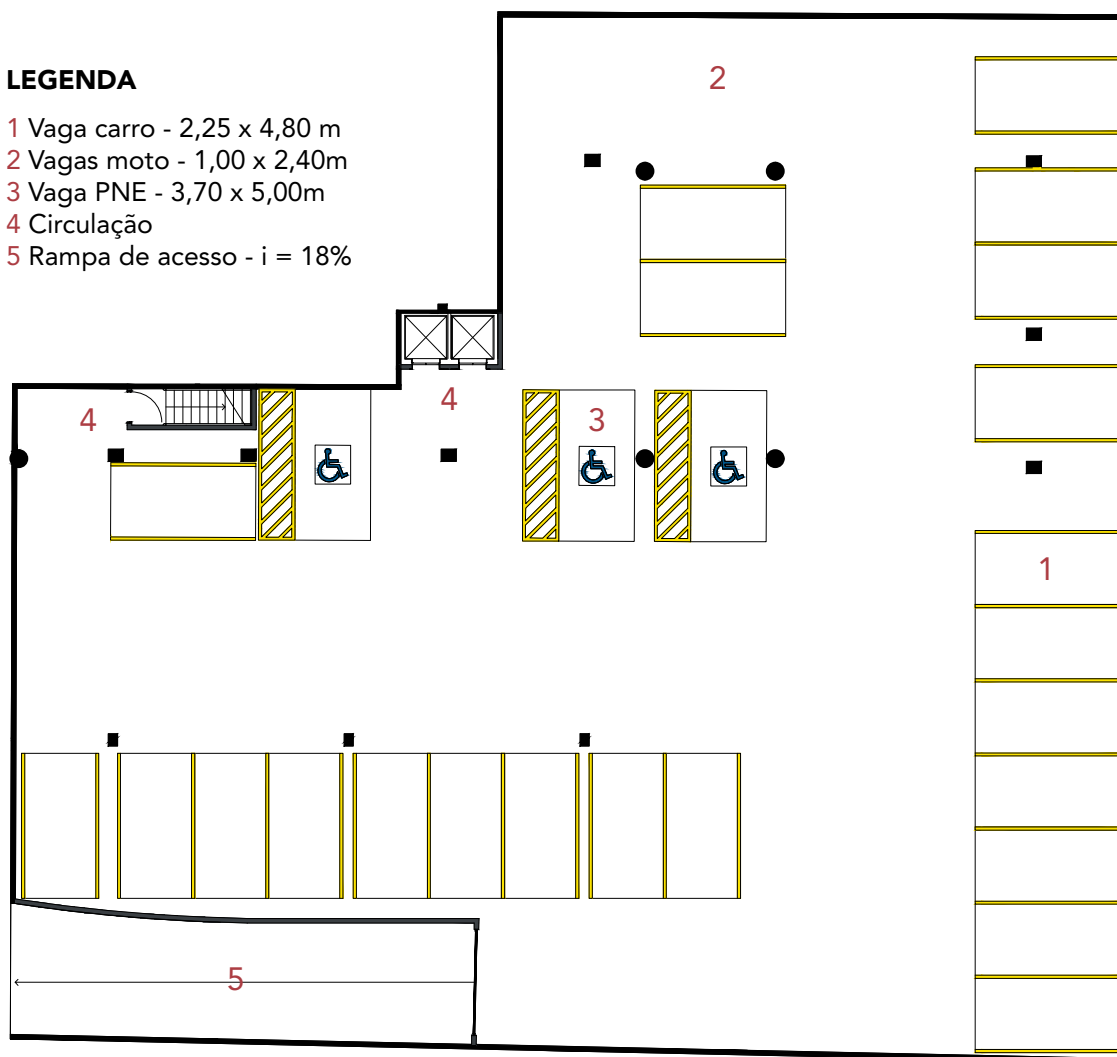 LEGENDA
1 Vaga carro - 2,25 x 4,80 m
2 Vagas moto - 1,00 x 2,40m
3 Vaga PNE - 3,70 x 5,00m
4 Circulação
5 Rampa de acesso - i = 18%
2
4
4
3
1
5